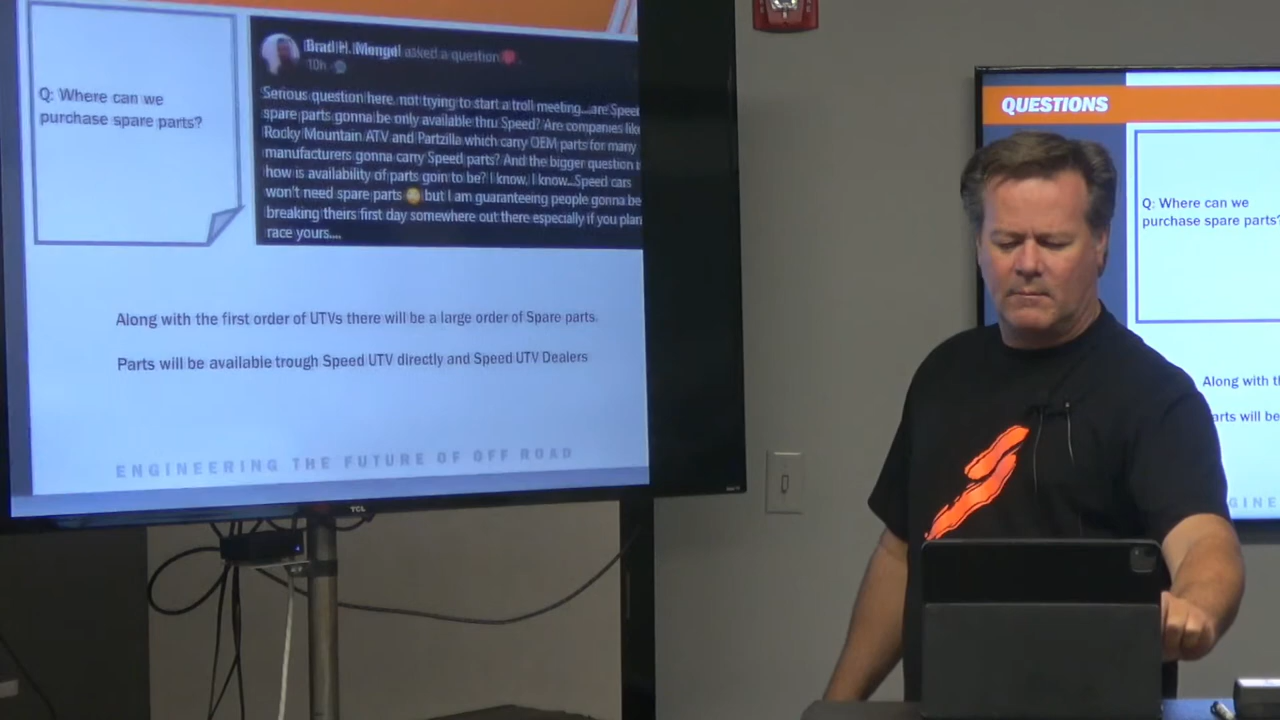 Q: Where can we
purchase spare parts?
Brad H. Mengel asked a question
10h
Serious question here, not trying to start a troll meeting...are Speed
spare parts gonna be only available thru Speed? Are companies like
Rocky Mountain ATV and Partzilla which carry OEM parts for many
manufacturers gonna carry Speed parts? And the bigger question
how is availability of parts goin to be? I know, I know...Speed cars
won't need spare parts but I am guaranteeing people gonna be
breaking theirs first day somewhere out there especially if you plan
race yours....
Along with the first order of UTVs there will be a large order of Spare parts.
Parts will be available trough Speed UTV directly and Speed UTV Dealers
ENGINEERING THE FUTURE OF OFF ROAD
TCL
QUESTIONS
Q: Where can we
purchase spare parts?
Along with t
arts will be
GINE